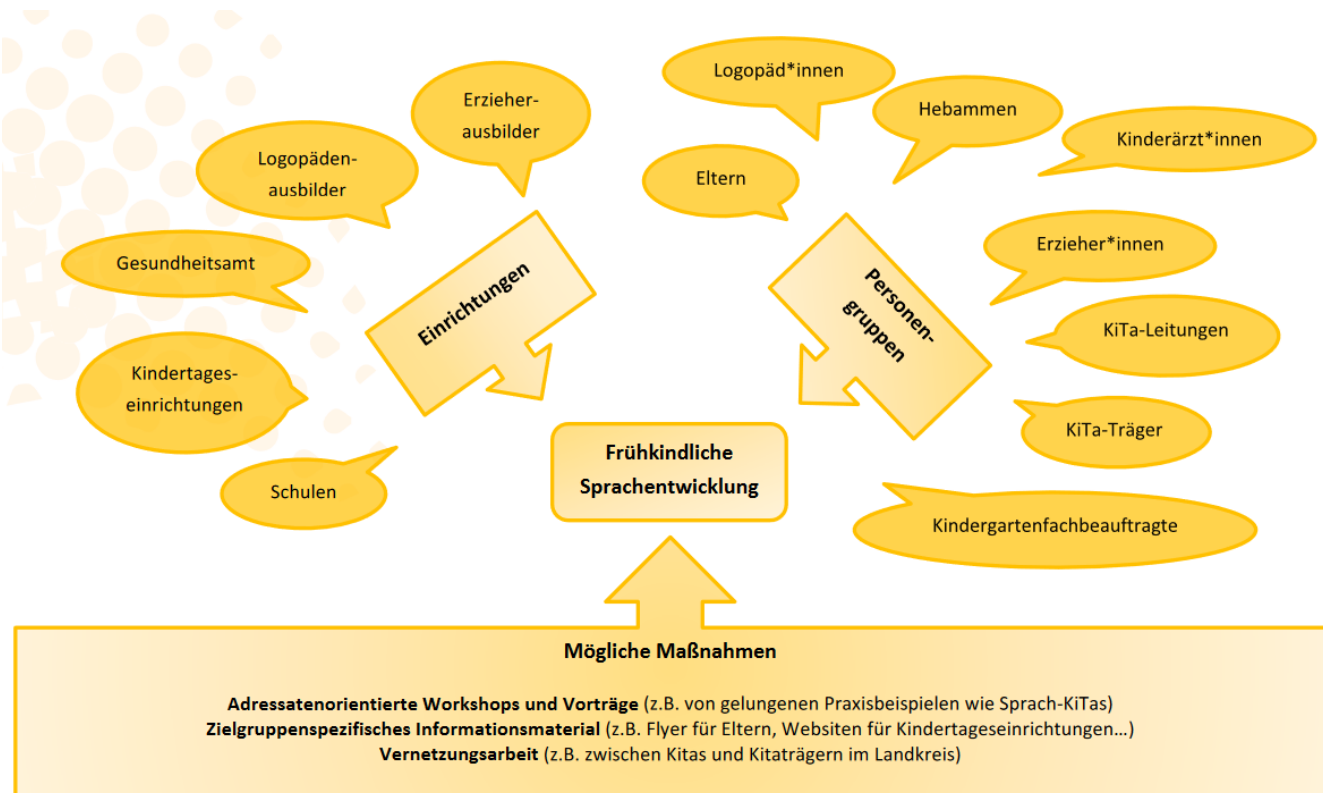 Erzieher-
ausbilder
Logopäden-
ausbilder
Gesundheitsamt
Kindertages-
einrichtungen
Schulen
Einrichtungen
Logopäd*innen
Hebammen
Kinderärzt*innen
Eltern
Erzieher*innen
KiTa-Leitungen
KiTa-Träger
Kindergartenfachbeauftragte
Personen-
gruppen
Frühkindliche
Sprachentwicklung
Mögliche Maßnahmen
Adressatenorientierte Workshops und Vorträge (z.B. von gelungenen Praxisbeispielen wie Sprach-KiTas)
Zielgruppenspezifisches Informationsmaterial (z.B. Flyer für Eltern, Websiten für Kindertageseinrichtungen…)
Vernetzungsarbeit (z.B. zwischen Kitas und Kitaträgern im Landkreis)